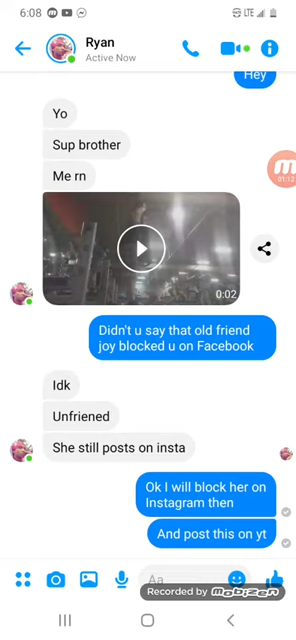 6:08
LTE
Ryan
Active Now
Hey
Yo
Sup brother
Me rn
01:12
0:02
Didn't u say that old friend
joy blocked u on Facebook
Idk
Unfriened
She still posts on insta
Ok I will block her on
Instagram then
And post this on yt
Aa
Recorded by mobizen